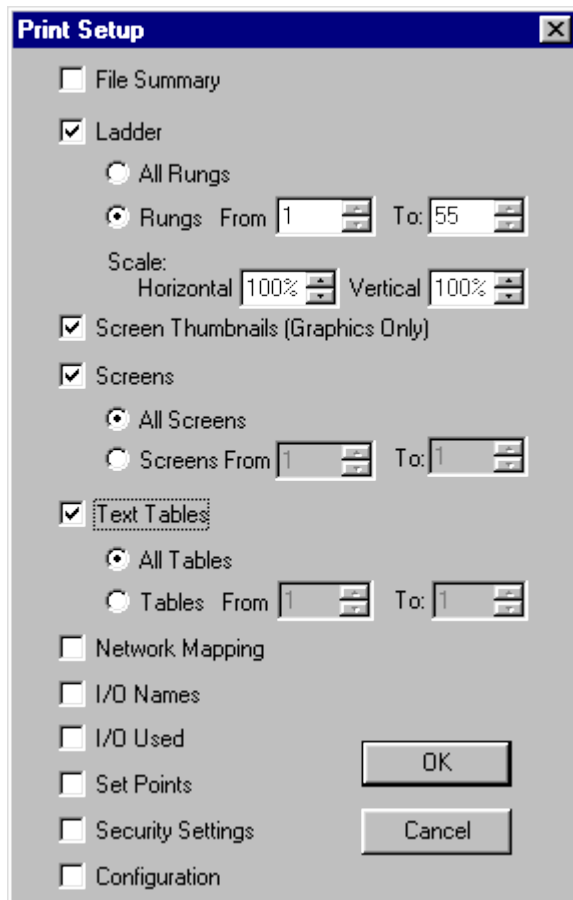 Print Setup
File Summary
Ladder
All Rungs
Rungs From 1 To: 55
Scale:
Horizontal 100% Vertical 100%
Screen Thumbnails (Graphics Only)
Screens
All Screens
Screens From 1 To: 1
Text Tables
All Tables
Tables From 1 To: 1
Network Mapping
I/O Names
I/O Used
OK
Set Points
Security Settings
Cancel
Configuration